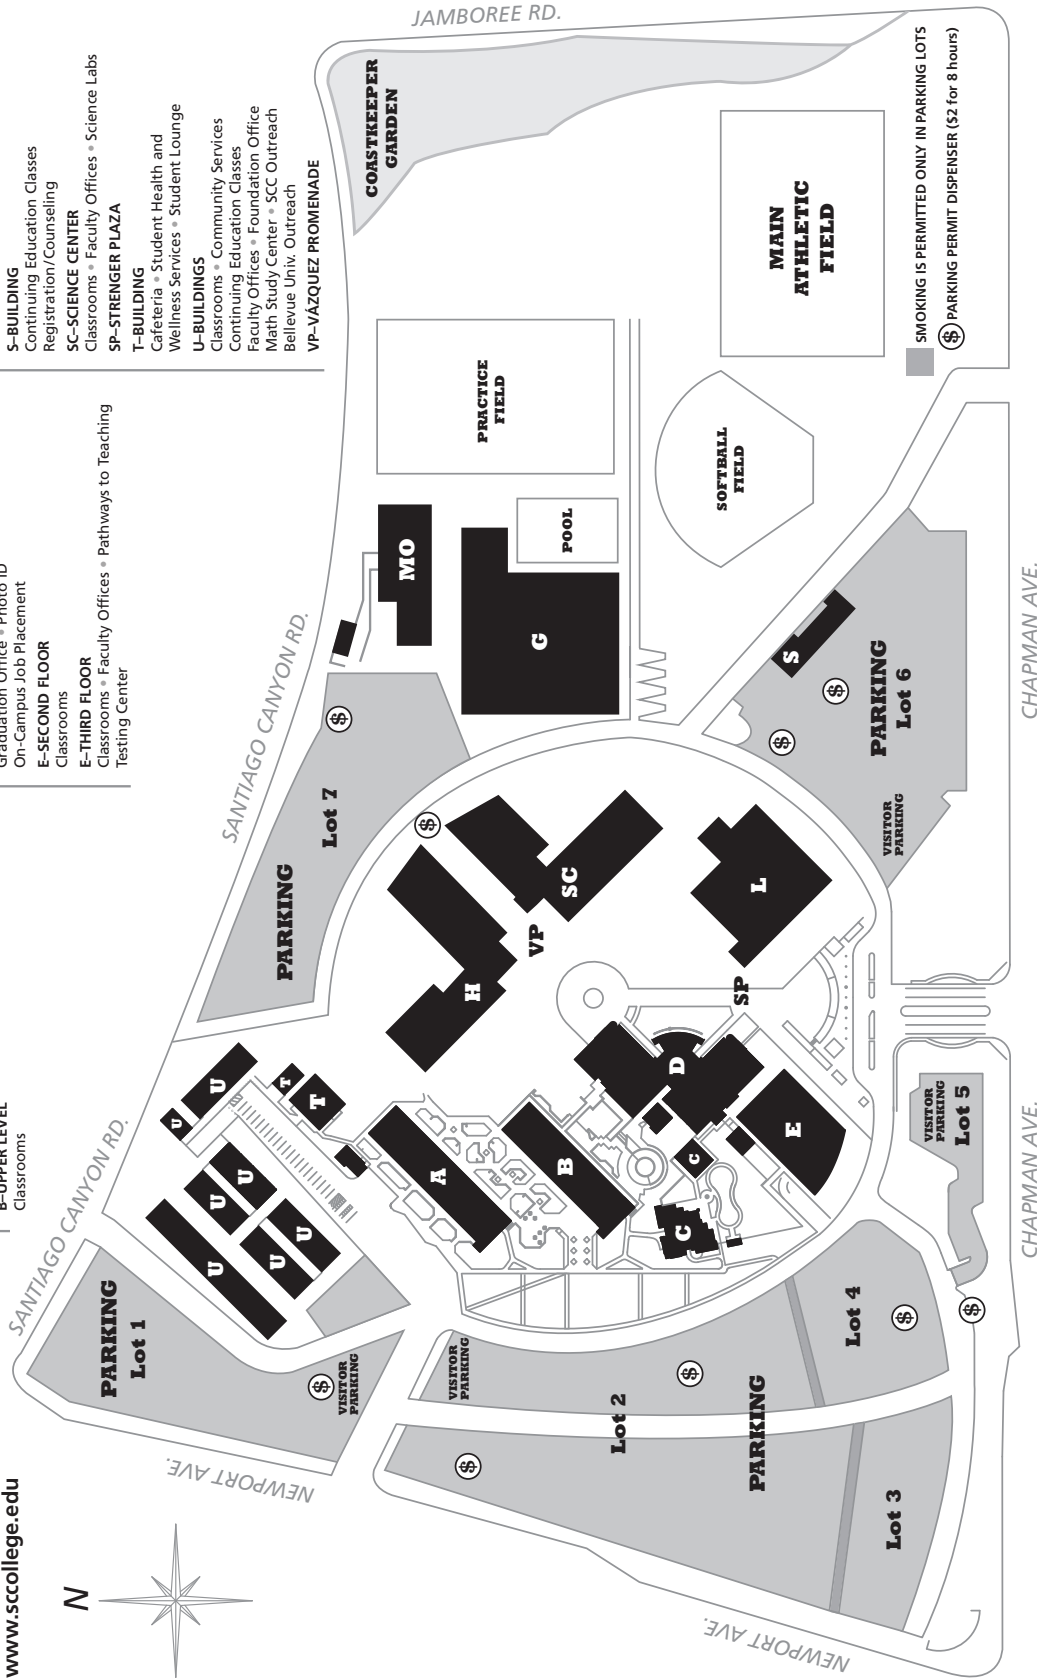 www.sccollege.edu
N
B–UPPER LEVEL
Classrooms
Graduation Office • Photo ID
On-Campus Job Placement
E–SECOND FLOOR
Classrooms
E–THIRD FLOOR
Classrooms • Faculty Offices • Pathways to Teaching
Testing Center
S–BUILDING
Continuing Education Classes
Registration/Counseling
SC–SCIENCE CENTER
Classrooms • Faculty Offices • Science Labs
SP–STRENGER PLAZA
T–BUILDING
Cafeteria • Student Health and
Wellness Services • Student Lounge
U–BUILDINGS
Classrooms • Community Services
Continuing Education Classes
Faculty Offices • Foundation Office
Math Study Center • SCC Outreach
Bellevue Univ. Outreach
VP–VÁZQUEZ PROMENADE
SANTIAGO CANYON RD.
SANTIAGO CANYON RD.
SANTIAGO CANYON RD.
JAMBOREE RD.
NEWPORT AVE.
NEWPORT AVE.
CHAPMAN AVE.
CHAPMAN AVE.
PARKING
Lot 1
VISITOR
PARKING
$
U
U
U
U
U
U
U
T
T
PARKING
Lot 7
$
$
MO
G
POOL
PRACTICE
FIELD
COASTKEEPER
GARDEN
MAIN
ATHLETIC
FIELD
SOFTBALL
FIELD
H
VP
SC
L
SP
A
B
C
C
D
E
S
PARKING
Lot 6
VISITOR
PARKING
$
$
VISITOR
PARKING
Lot 5
$
VISITOR
PARKING
Lot 2
PARKING
$
$
Lot 3
Lot 4
$
SMOKING IS PERMITTED ONLY IN PARKING LOTS
$ PARKING PERMIT DISPENSER ($2 for 8 hours)